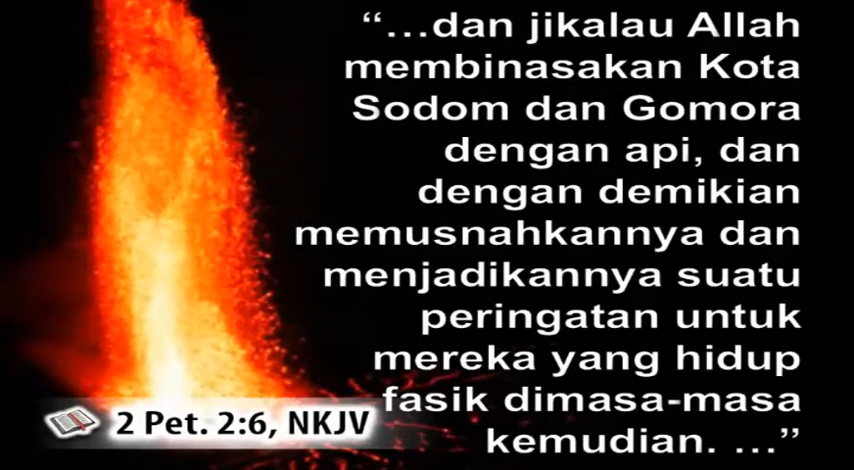 “...dan jikalau Allah
membinasakan Kota
Sodom dan Gomora
dengan api, dan
dengan demikian
memusnahkannya dan
menjadikannya suatu
peringatan untuk
mereka yang hidup
fasik dimasa-masa
kemudian. ...”
2 Pet. 2:6, NKJV